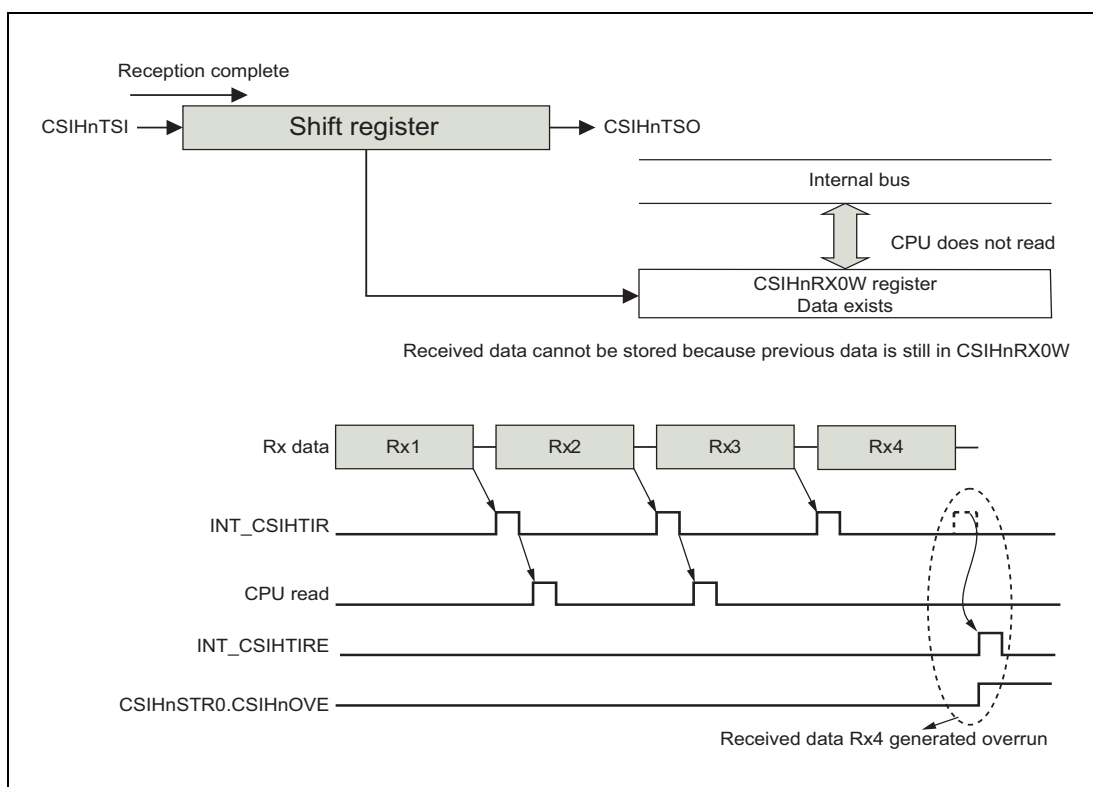 Reception complete
CSIHnTSI
Shift register
CSIHnTSO
Internal bus
CPU does not read
CSIHnRX0W register
Data exists
Received data cannot be stored because previous data is still in CSIHnRX0W
Rx data
Rx1
Rx2
Rx3
Rx4
INT_CSIHTIR
CPU read
INT_CSIHTIRE
CSIHnSTR0.CSIHnOVE
Received data Rx4 generated overrun